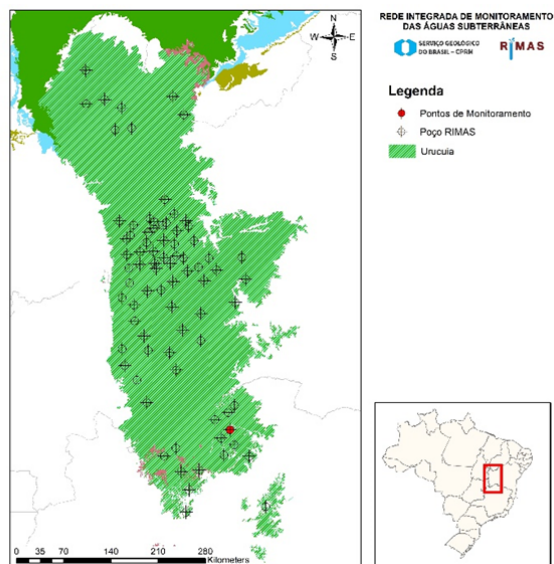 REDE INTEGRADA DE MONITORAMENTO
DAS ÁGUAS SUBTERRÂNEAS
SERVIÇO GEOLÓGICO
DO BRASIL – CPRM
RIMAS
Legenda
Pontos de Monitoramento
Poço RIMAS
Urucuia
N
W E
S
0 35 70 140 210 280
Kilometers